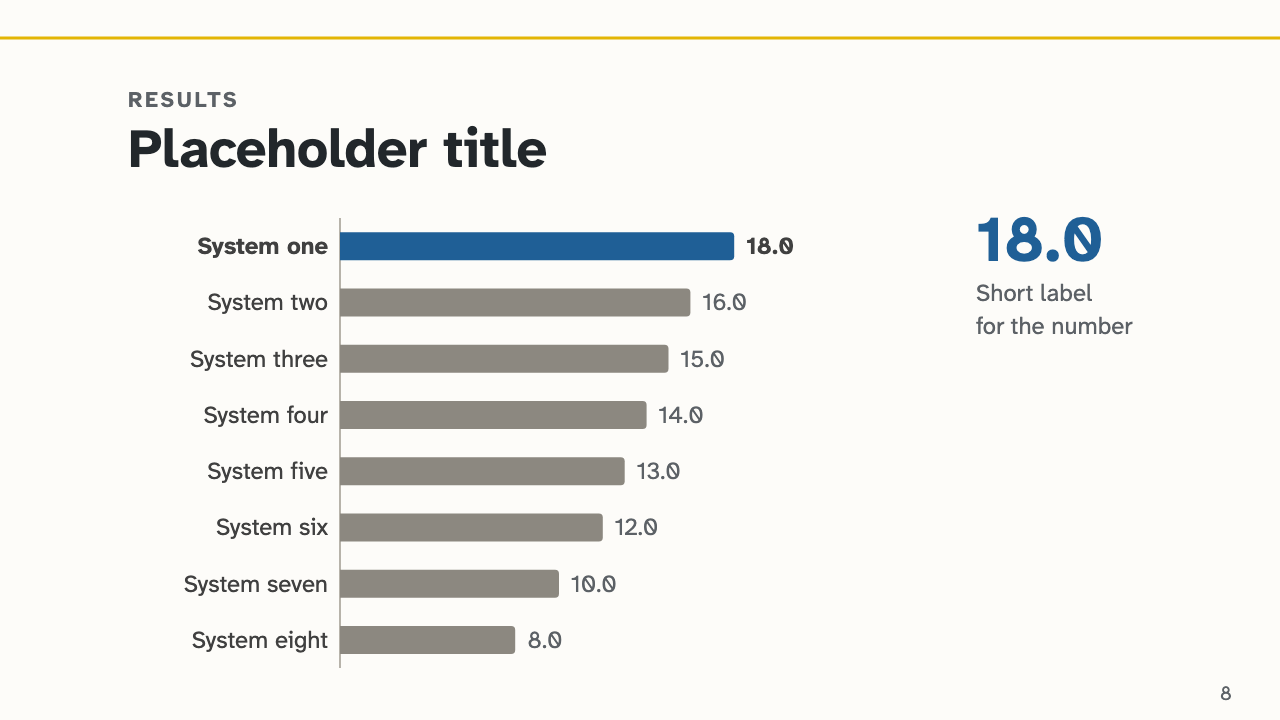 RESULTS
Placeholder title
System one 18.0
System two 16.0
System three 15.0
System four 14.0
System five 13.0
System six 12.0
System seven 10.0
System eight 8.0
18.0
Short label
for the number
8